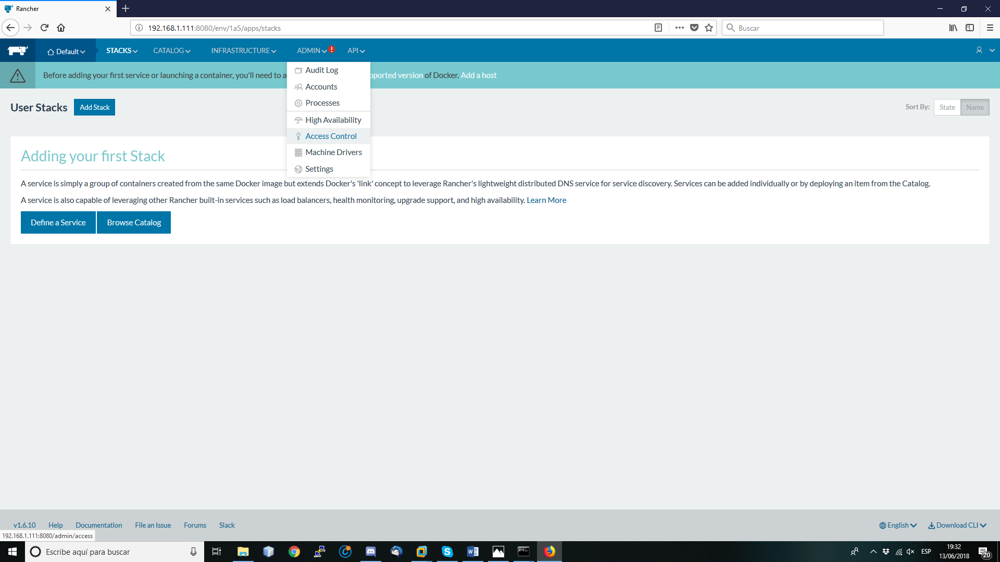 Rancher
192.168.1.111:8080/env/1a5/apps/stacks
Buscar
Default
STACKS
CATALOG
INFRASTRUCTURE
ADMIN
API
Before adding your first service or launching a container, you'll need to a
pported version of Docker. Add a host
Audit Log
Accounts
Processes
High Availability
Access Control
Machine Drivers
Settings
User Stacks
Add Stack
Sort By:
State
Name
Adding your first Stack
A service is simply a group of containers created from the same Docker image but extends Docker's 'link' concept to leverage Rancher's lightweight distributed DNS service for service discovery. Services can be added individually or by deploying an item from the Catalog.
A service is also capable of leveraging other Rancher built-in services such as load balancers, health monitoring, upgrade support, and high availability. Learn More
Define a Service
Browse Catalog
v1.6.10
Help
Documentation
File an Issue
Forums
Slack
English
Download CLI
192.168.1.111:8080/admin/access
Escribe aquí para buscar
ESP
19:32
13/06/2018
20